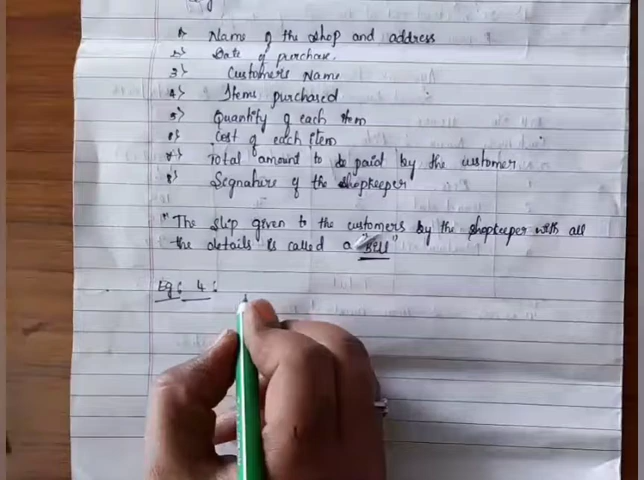 1) Name of the shop and address
2) Date of purchase.
3) Customer's Name
4) Items purchased
5) Quantity of each item
6) Cost of each item
7) Total amount to be paid by the customer
8) Segnature of the shopkeeper
"The slip given to the customers by the shopkeeper with all
the details is called a "Bill"
Eg: 4 :